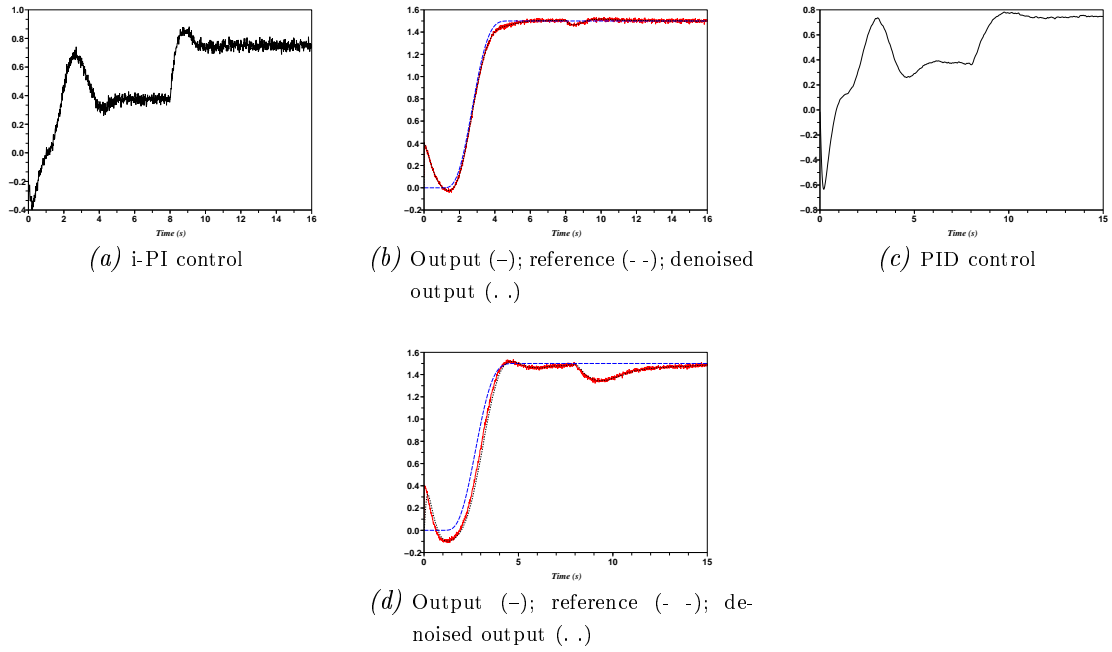 1.0
0.8
0.6
0.4
0.2
0.0
−0.2
−0.4
0 2 4 6 8 10 12 14 16
Time (s)
(a) i-PI control
1.6
1.4
1.2
1.0
0.8
0.6
0.4
0.2
0.0
−0.2
0 2 4 6 8 10 12 14 16
Time (s)
(b) Output (–); reference (- -); denoised
output (. .)
0.8
0.6
0.4
0.2
0.0
−0.2
−0.4
−0.6
−0.8
0 5 10 15
Time (s)
(c) PID control
1.6
1.4
1.2
1.0
0.8
0.6
0.4
0.2
0.0
−0.2
0 5 10 15
Time (s)
(d) Output (–); reference (- -); de-
noised output (. .)